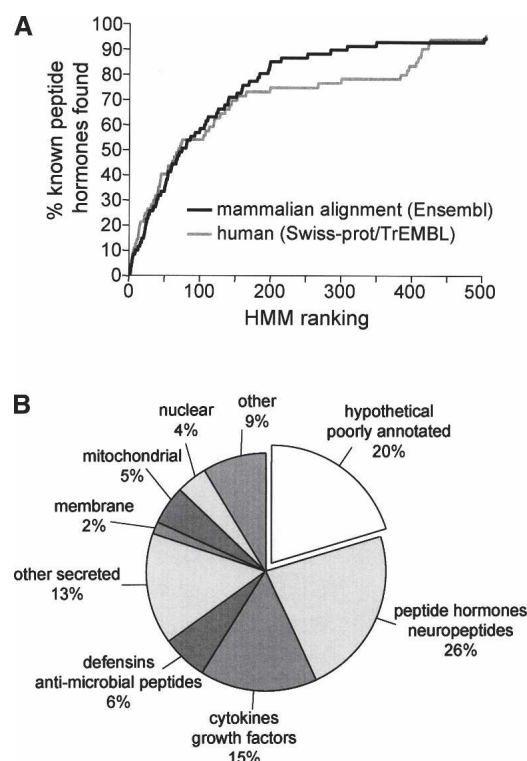 A
% known peptide
hormones found
100
90
80
70
60
50
40
30
20
10
0
mammalian alignment (Ensembl)
human (Swiss-prot/TrEMBL)
0
100
200
300
400
500
HMM ranking
B
other
9%
nuclear
4%
mitochondrial
5%
membrane
2%
other secreted
13%
defensins
anti-microbial peptides
6%
cytokines
growth factors
15%
peptide hormones
neuropeptides
26%
hypothetical
poorly annotated
20%